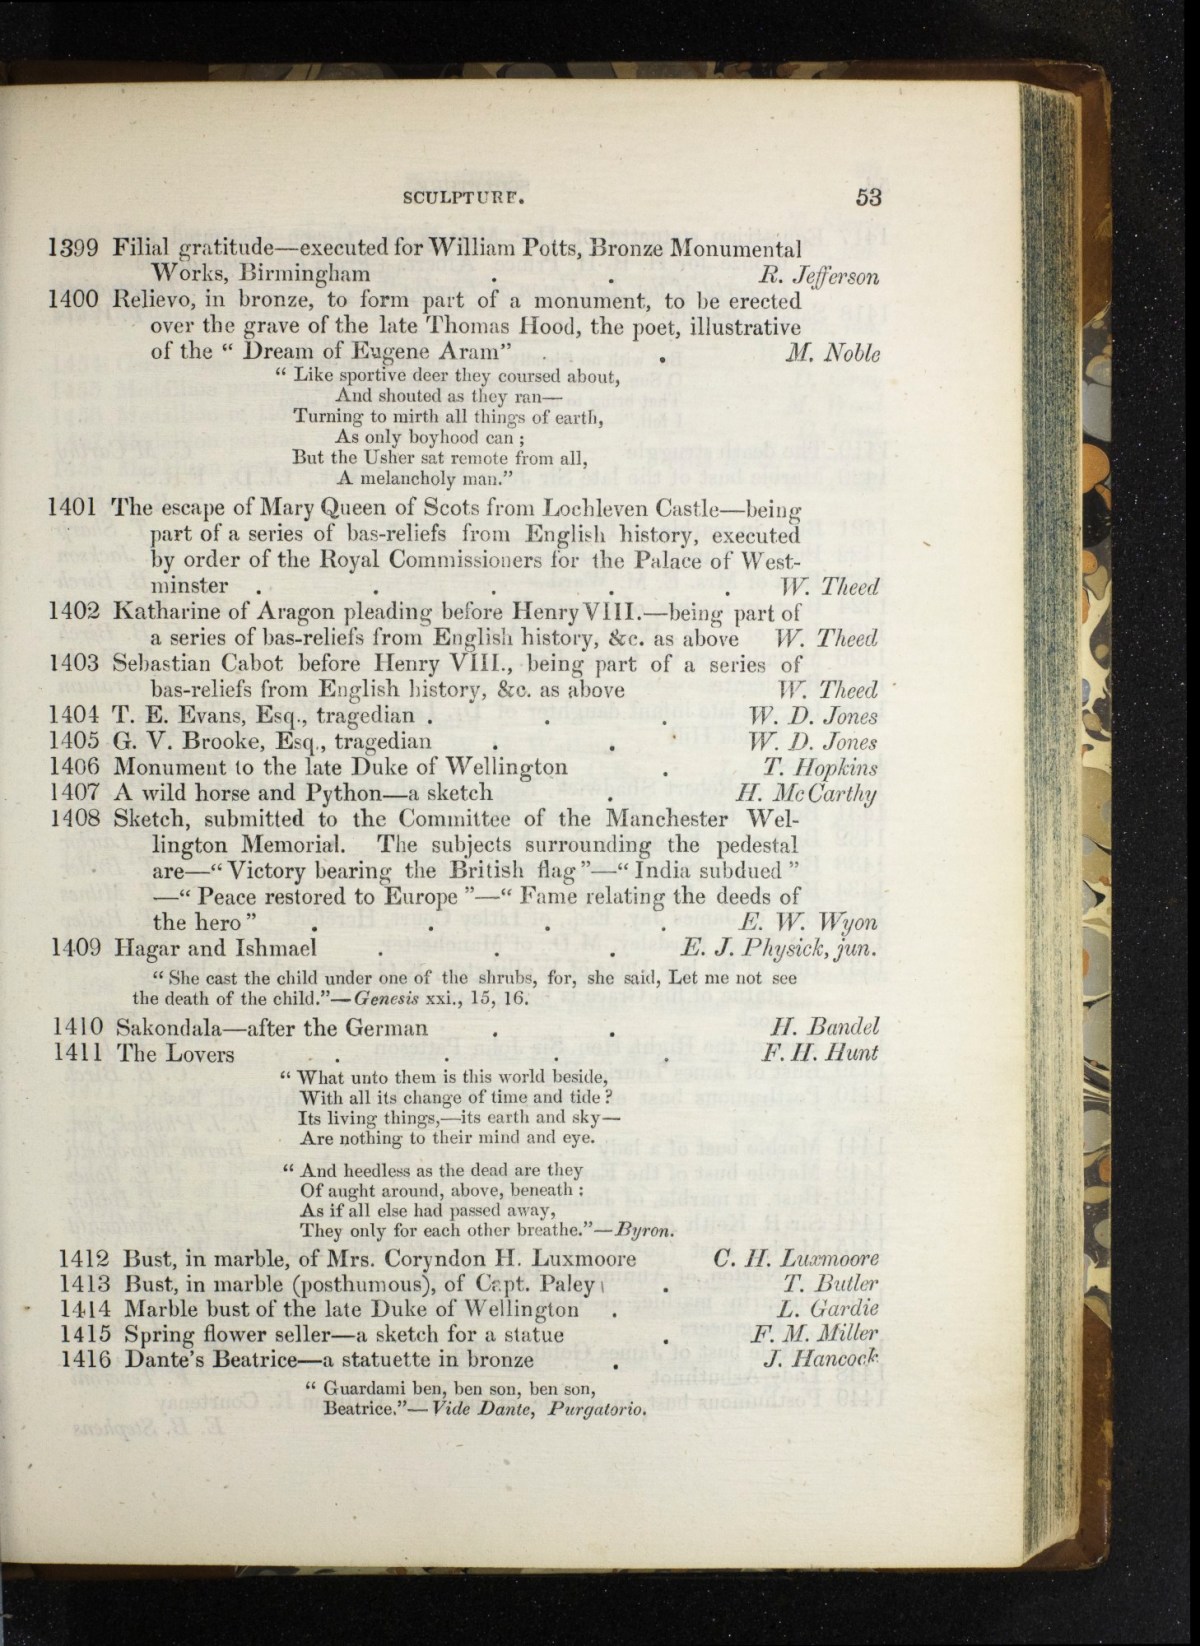 SCULPTURE. 53
1399 Filial gratitude—executed for William Potts, Bronze Monumental
Works, Birmingham . . R. Jefferson
1400 Relievo, in bronze, to form part of a monument, to be erected
over the grave of the late Thomas Hood, the poet, illustrative
of the “ Dream of Eugene Aram” . . M. Noble
“ Like sportive deer they coursed about,
And shouted as they ran—
Turning to mirth all things of earth,
As only boyhood can ;
But the Usher sat remote from all,
A melancholy man.”
1401 The escape of Mary Queen of Scots from Lochleven Castle—being
part of a series of bas-reliefs from English history, executed
by order of the Royal Commissioners for the Palace of West-
minster . . . . . W. Theed
1402 Katharine of Aragon pleading before Henry VIII.—being part of
a series of bas-reliefs from English history, &c. as above W. Theed
1403 Sebastian Cabot before Henry VIII., being part of a series of
bas-reliefs from English history, &c. as above W. Theed
1404 T. E. Evans, Esq., tragedian . . . W. D. Jones
1405 G. V. Brooke, Esq., tragedian . . . W. D. Jones
1406 Monument to the late Duke of Wellington . T. Hopkins
1407 A wild horse and Python—a sketch . H. McCarthy
1408 Sketch, submitted to the Committee of the Manchester Wel-
lington Memorial. The subjects surrounding the pedestal
are—“ Victory bearing the British flag ”—“ India subdued ”
—“ Peace restored to Europe ”—“ Fame relating the deeds of
the hero ” . . . . E. W. Wyon
1409 Hagar and Ishmael . . . E. J. Physick, jun.
“ She cast the child under one of the shrubs, for, she said, Let me not see
the death of the child.”—Genesis xxi., 15, 16.
1410 Sakondala—after the German . . H. Bandel
1411 The Lovers . . . . F. H. Hunt
“ What unto them is this world beside,
With all its change of time and tide ?
Its living things,—its earth and sky—
Are nothing to their mind and eye.
“ And heedless as the dead are they
Of aught around, above, beneath :
As if all else had passed away,
They only for each other breathe.”—Byron.
1412 Bust, in marble, of Mrs. Coryndon H. Luxmoore C. H. Luxmoore
1413 Bust, in marble (posthumous), of Capt. Paley . T. Butler
1414 Marble bust of the late Duke of Wellington . L. Gardie
1415 Spring flower seller—a sketch for a statue . F. M. Miller
1416 Dante’s Beatrice—a statuette in bronze . J. Hancock
“ Guardami ben, ben son, ben son,
Beatrice.”—Vide Dante, Purgatorio.